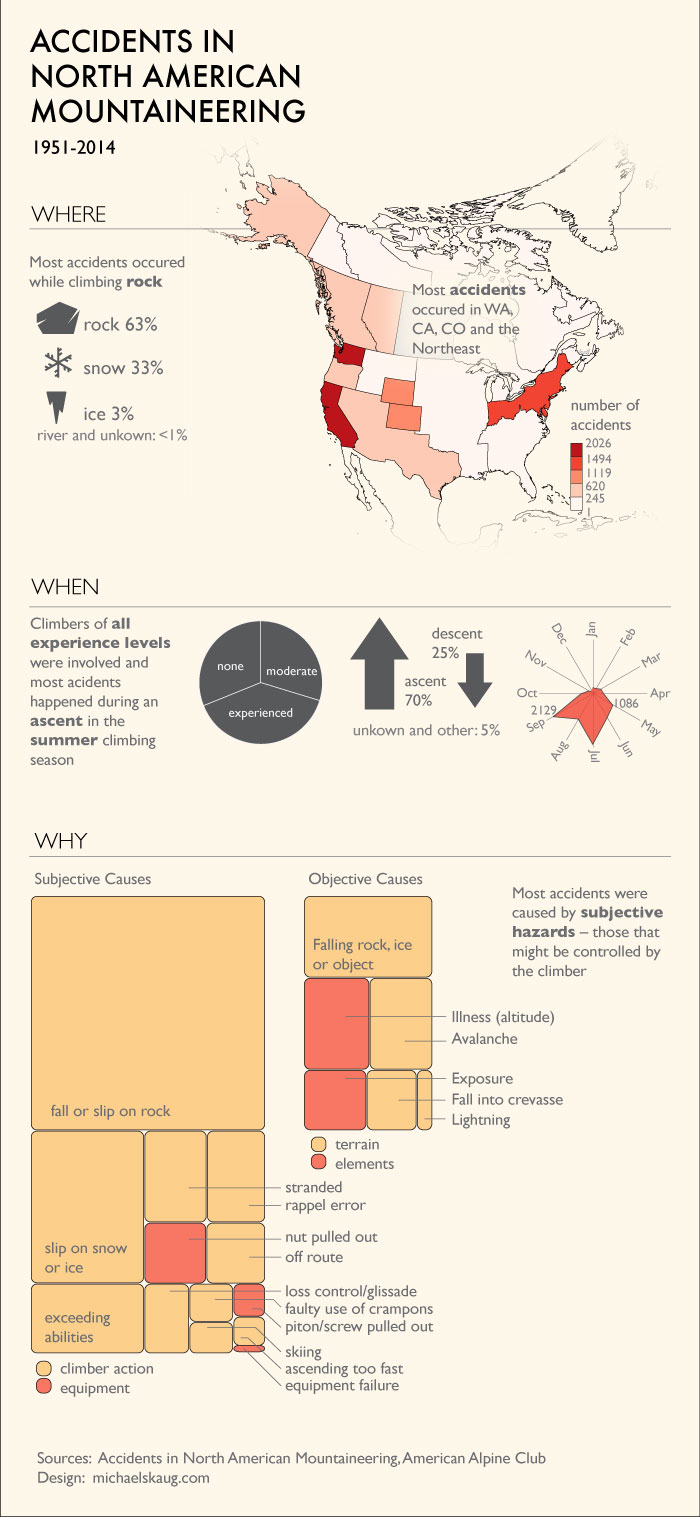 ACCIDENTS IN
NORTH AMERICAN
MOUNTAINEERING
1951-2014
WHERE
Most accidents occured
while climbing rock
rock 63%
snow 33%
ice 3%
river and unkown: <1%
Most accidents
occured in WA,
CA, CO and the
Northeast
number of
accidents
2026
1494
1119
620
245
1
WHEN
Climbers of all
experience levels
were involved and
most acidents
happened during an
ascent in the
summer climbing
season
none
moderate
experienced
descent
25%
ascent
70%
unkown and other: 5%
Jan
Feb
Mar
Apr
May
Jun
Jul
Aug
Sep
Oct
Nov
Dec
2129
1086
WHY
Subjective Causes
fall or slip on rock
slip on snow
or ice
exceeding
abilities
stranded
rappel error
nut pulled out
off route
loss control/glissade
faulty use of crampons
piton/screw pulled out
skiing
ascending too fast
equipment failure
climber action
equipment
Objective Causes
Falling rock, ice
or object
Illness (altitude)
Avalanche
Exposure
Fall into crevasse
Lightning
terrain
elements
Most accidents were
caused by subjective
hazards – those that
might be controlled by
the climber
Sources: Accidents in North American Mountaineering, American Alpine Club
Design: michaelskaug.com